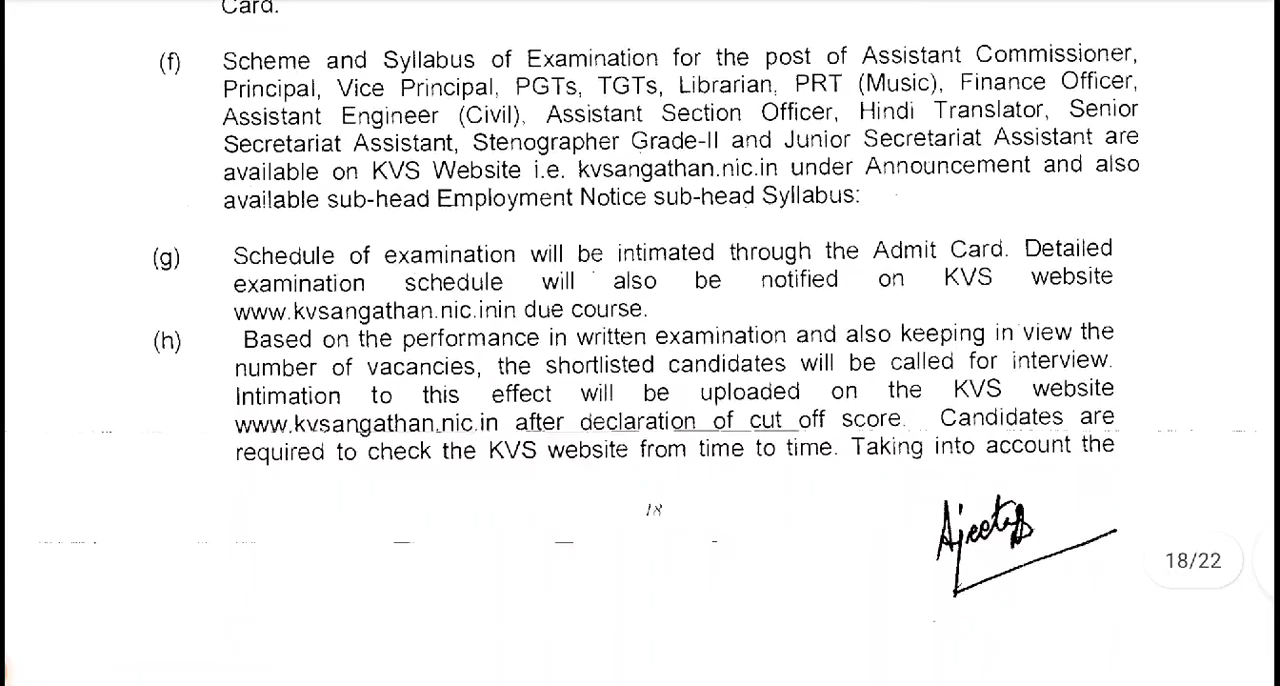 Card.
(f) Scheme and Syllabus of Examination for the post of Assistant Commissioner,
Principal, Vice Principal, PGTs, TGTs, Librarian, PRT (Music), Finance Officer,
Assistant Engineer (Civil), Assistant Section Officer, Hindi Translator, Senior
Secretariat Assistant, Stenographer Grade-II and Junior Secretariat Assistant are
available on KVS Website i.e. kvsangathan.nic.in under Announcement and also
available sub-head Employment Notice sub-head Syllabus:
(g) Schedule of examination will be intimated through the Admit Card. Detailed
examination schedule will also be notified on KVS website
www.kvsangathan.nic.inin due course.
(h) Based on the performance in written examination and also keeping in view the
number of vacancies, the shortlisted candidates will be called for interview.
Intimation to this effect will be uploaded on the KVS website
www.kvsangathan.nic.in after declaration of cut off score. Candidates are
required to check the KVS website from time to time. Taking into account the
18
18/22